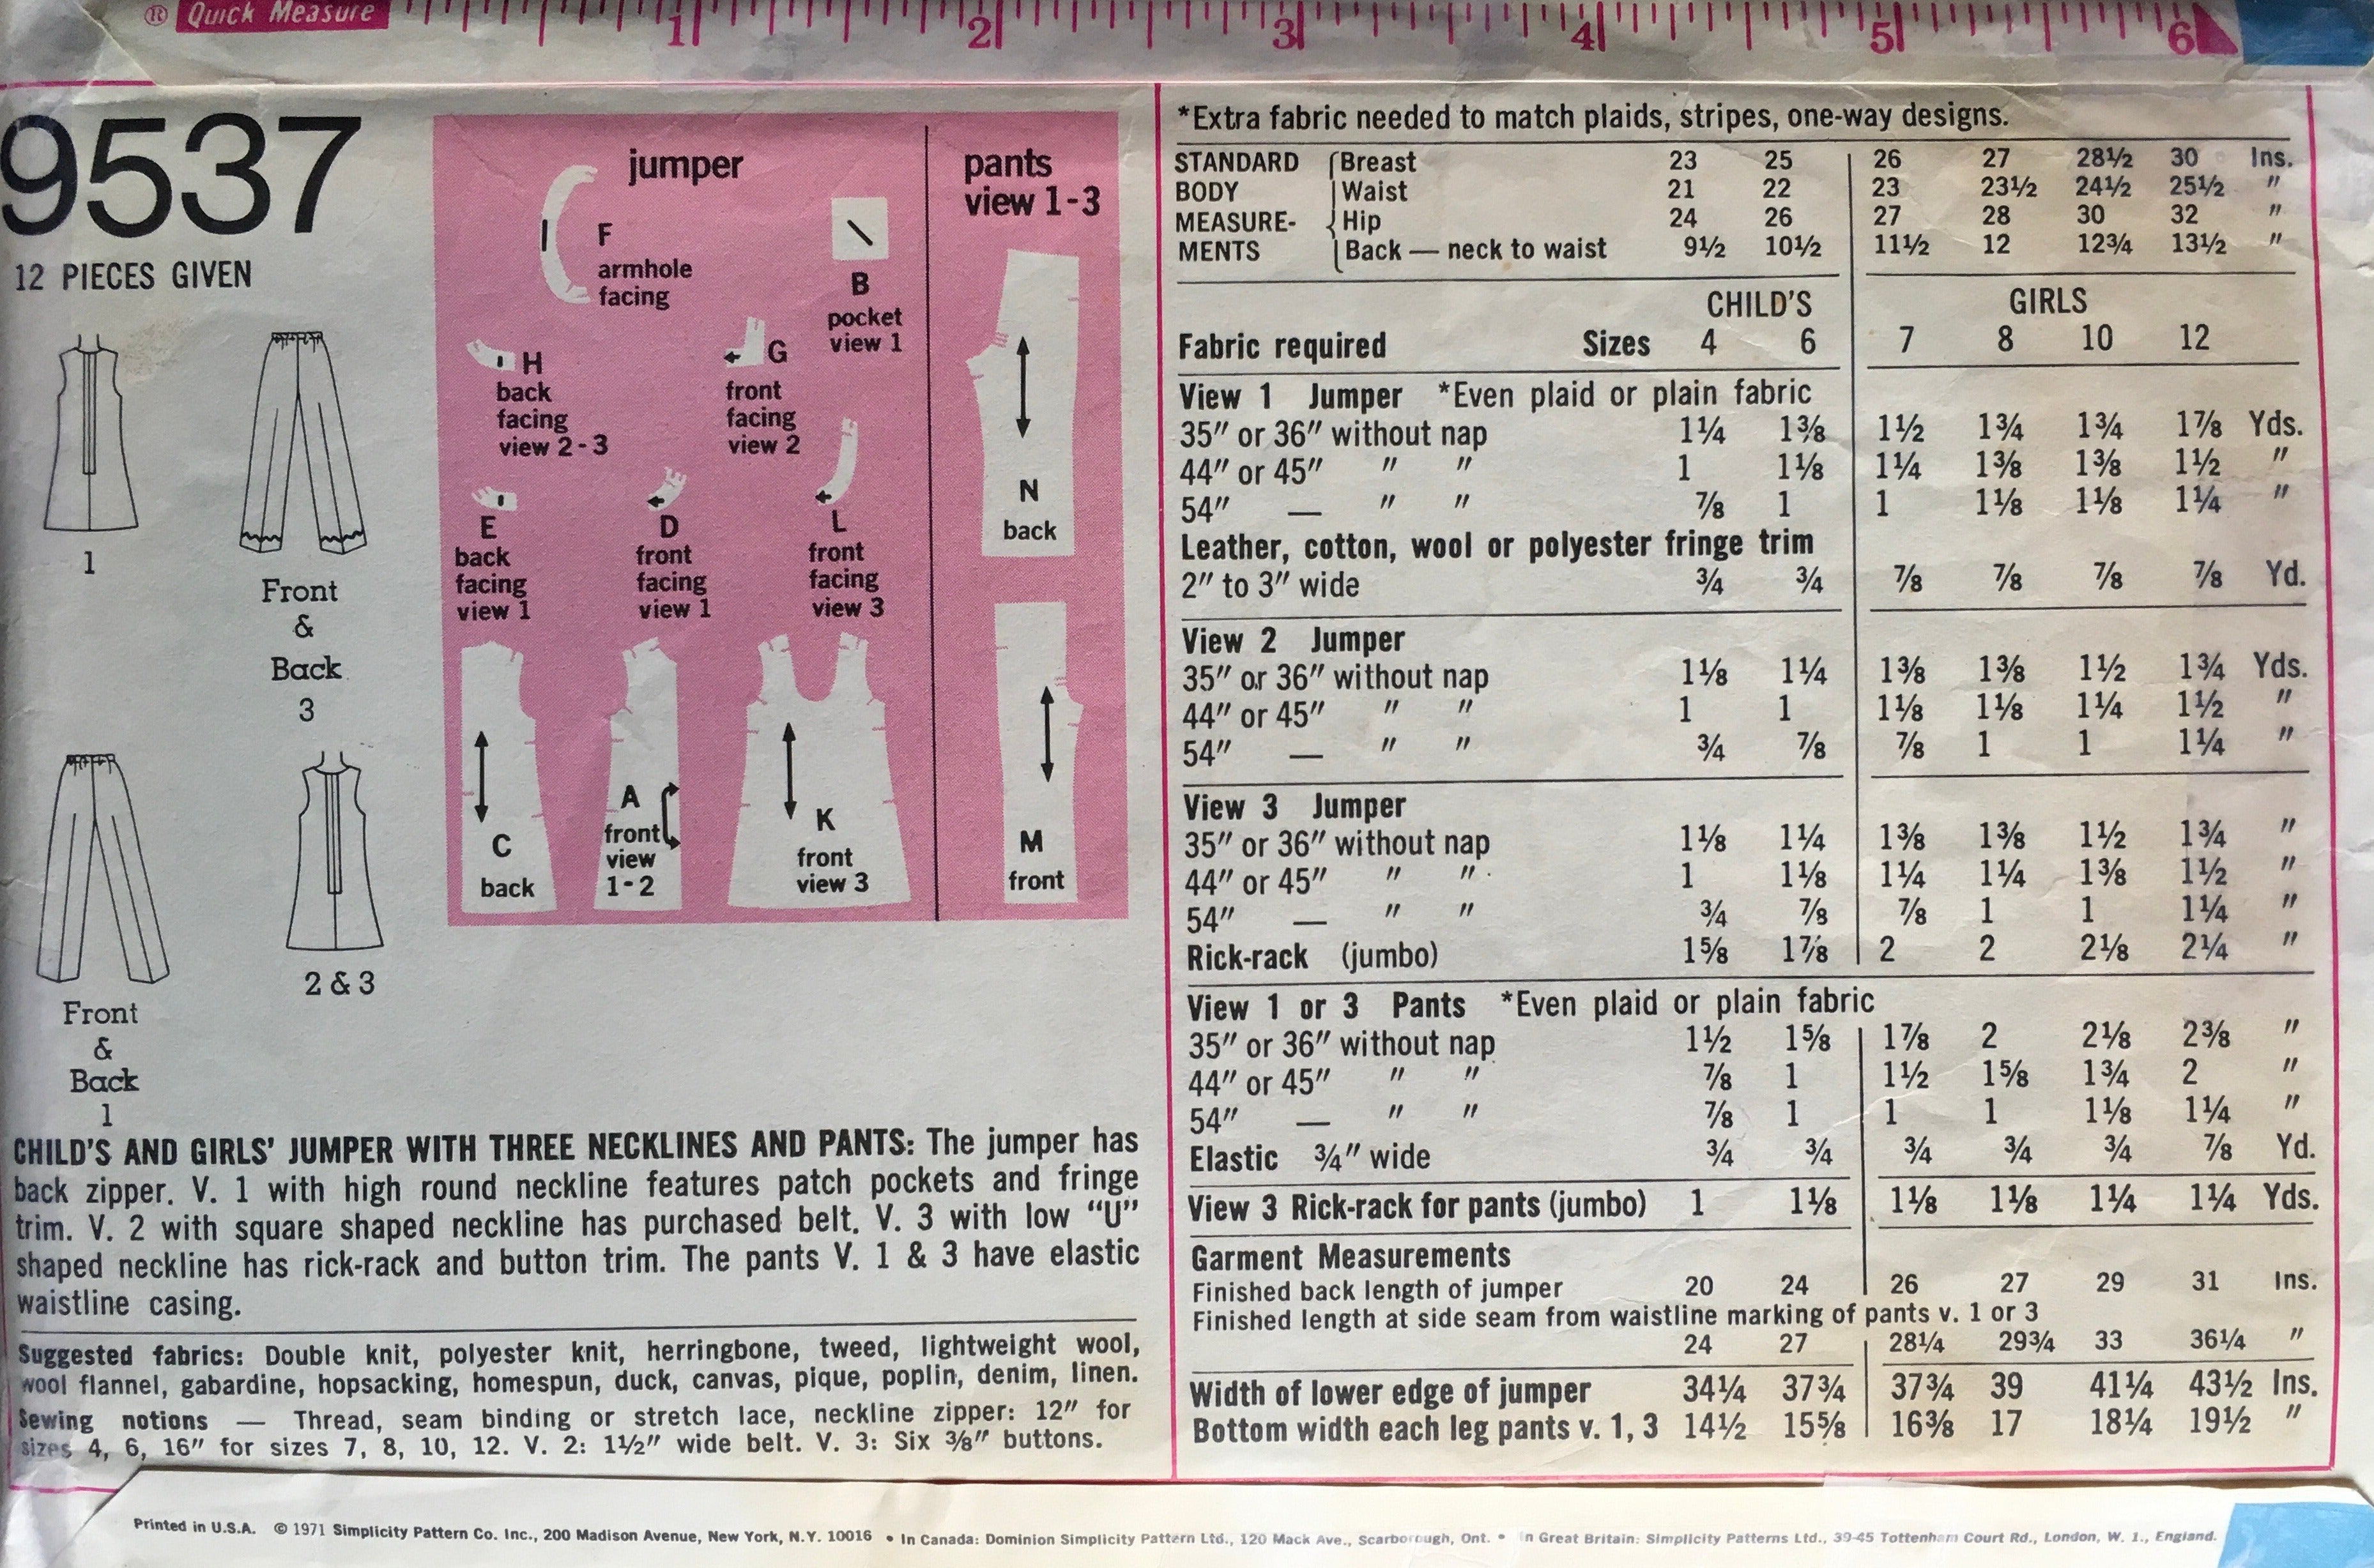 ® Quick Measure
1 2 3 4 5 6
9537
12 PIECES GIVEN
1
Front
&
Back
3
Front
&
Back
1
2 & 3
jumper
F
armhole
facing
B
pocket
view 1
H
back
facing
view 2-3
G
front
facing
view 2
E
back
facing
view 1
D
front
facing
view 1
L
front
facing
view 3
C
back
A
front
view
1-2
K
front
view 3
pants
view 1-3
N
back
M
front
CHILD'S AND GIRLS' JUMPER WITH THREE NECKLINES AND PANTS: The jumper has
back zipper. V. 1 with high round neckline features patch pockets and fringe
trim. V. 2 with square shaped neckline has purchased belt. V. 3 with low “U”
shaped neckline has rick-rack and button trim. The pants V. 1 & 3 have elastic
waistline casing.
Suggested fabrics: Double knit, polyester knit, herringbone, tweed, lightweight wool,
wool flannel, gabardine, hopsacking, homespun, duck, canvas, pique, poplin, denim, linen.
Sewing notions — Thread, seam binding or stretch lace, neckline zipper: 12″ for
sizes 4, 6, 16″ for sizes 7, 8, 10, 12. V. 2: 1½″ wide belt. V. 3: Six ⅜″ buttons.
*Extra fabric needed to match plaids, stripes, one-way designs.
STANDARD Breast 23 25 26 27 28½ 30 Ins.
BODY Waist 21 22 23 23½ 24½ 25½ ″
MEASURE- Hip 24 26 27 28 30 32 ″
MENTS Back — neck to waist 9½ 10½ 11½ 12 12¾ 13½ ″
CHILD'S GIRLS
Fabric required Sizes 4 6 7 8 10 12
View 1 Jumper *Even plaid or plain fabric
35″ or 36″ without nap 1¼ 1⅜ 1½ 1¾ 1¾ 1⅞ Yds.
44″ or 45″ ″ ″ 1 1⅛ 1¼ 1⅜ 1⅜ 1½ ″
54″ — ″ ″ ⅞ 1 1 1⅛ 1⅛ 1¼ ″
Leather, cotton, wool or polyester fringe trim
2″ to 3″ wide ¾ ¾ ⅞ ⅞ ⅞ ⅞ Yd.
View 2 Jumper
35″ or 36″ without nap 1⅛ 1¼ 1⅜ 1⅜ 1½ 1¾ Yds.
44″ or 45″ ″ ″ 1 1 1⅛ 1⅛ 1¼ 1½ ″
54″ — ″ ″ ¾ ⅞ ⅞ 1 1 1¼ ″
View 3 Jumper
35″ or 36″ without nap 1⅛ 1¼ 1⅜ 1⅜ 1½ 1¾ ″
44″ or 45″ ″ ″ 1 1⅛ 1¼ 1¼ 1⅜ 1½ ″
54″ — ″ ″ ¾ ⅞ ⅞ 1 1 1¼ ″
Rick-rack (jumbo) 1⅝ 1⅞ 2 2 2⅛ 2¼ ″
View 1 or 3 Pants *Even plaid or plain fabric
35″ or 36″ without nap 1½ 1⅝ 1⅞ 2 2⅛ 2⅜ ″
44″ or 45″ ″ ″ ⅞ 1 1½ 1⅝ 1¾ 2 ″
54″ — ″ ″ ⅞ 1 1 1 1⅛ 1¼ ″
Elastic ¾″ wide ¾ ¾ ¾ ¾ ¾ ⅞ Yd.
View 3 Rick-rack for pants (jumbo) 1 1⅛ 1⅛ 1⅛ 1¼ 1¼ Yds.
Garment Measurements
Finished back length of jumper 20 24 26 27 29 31 Ins.
Finished length at side seam from waistline marking of pants v. 1 or 3
24 27 28¼ 29¾ 33 36¼ ″
Width of lower edge of jumper 34¼ 37¾ 37¾ 39 41¼ 43½ Ins.
Bottom width each leg pants v. 1, 3 14½ 15⅝ 16⅜ 17 18¼ 19½ ″
Printed in U.S.A. © 1971 Simplicity Pattern Co. Inc., 200 Madison Avenue, New York, N.Y. 10016 • In Canada: Dominion Simplicity Pattern Ltd., 120 Mack Ave., Scarborough, Ont. • In Great Britain: Simplicity Patterns Ltd., 39-45 Tottenham Court Rd., London, W. 1., England.